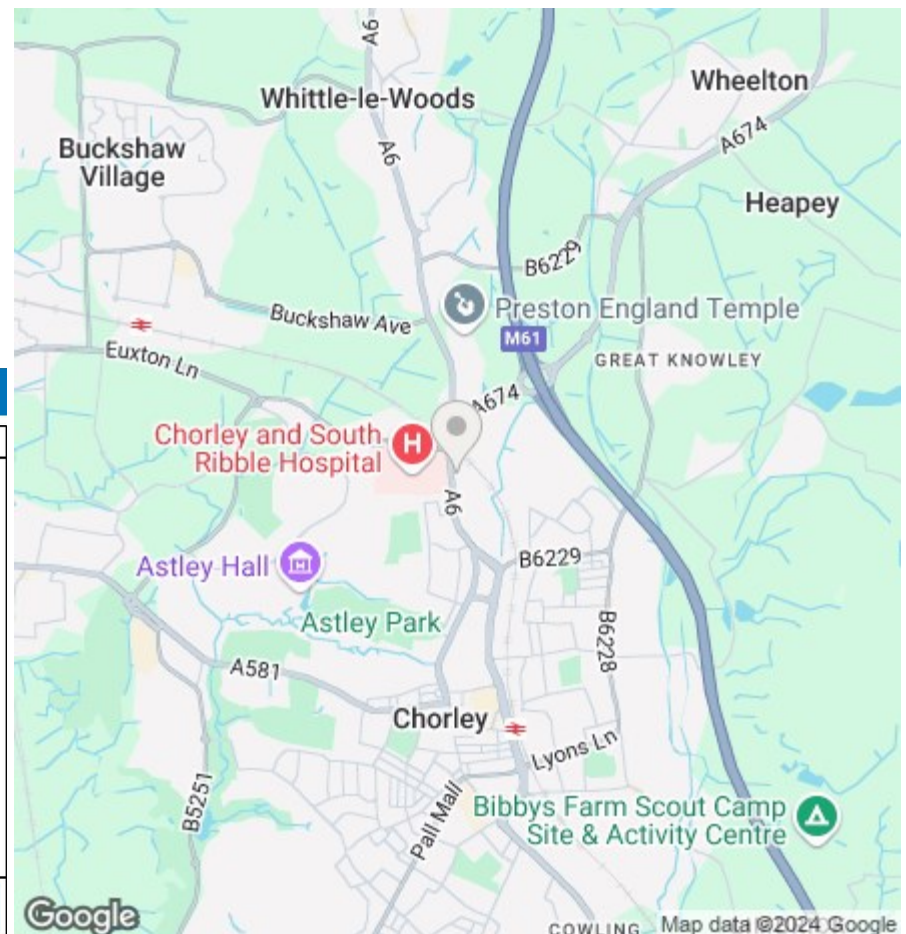 A6
Whittle-le-Woods
Wheelton
A674
A6
Buckshaw
Village
Heapey
B6229
Preston England Temple
Buckshaw Ave
M61
Euxton Ln
GREAT KNOWLEY
A674
Chorley and South
Ribble Hospital
H
A6
Astley Hall
B6229
Astley Park
B6228
A581
Chorley
Lyons Ln
B5251
Pall Mall
Bibbys Farm Scout Camp
Site & Activity Centre
Google
COWLING
Map data ©2024 Google